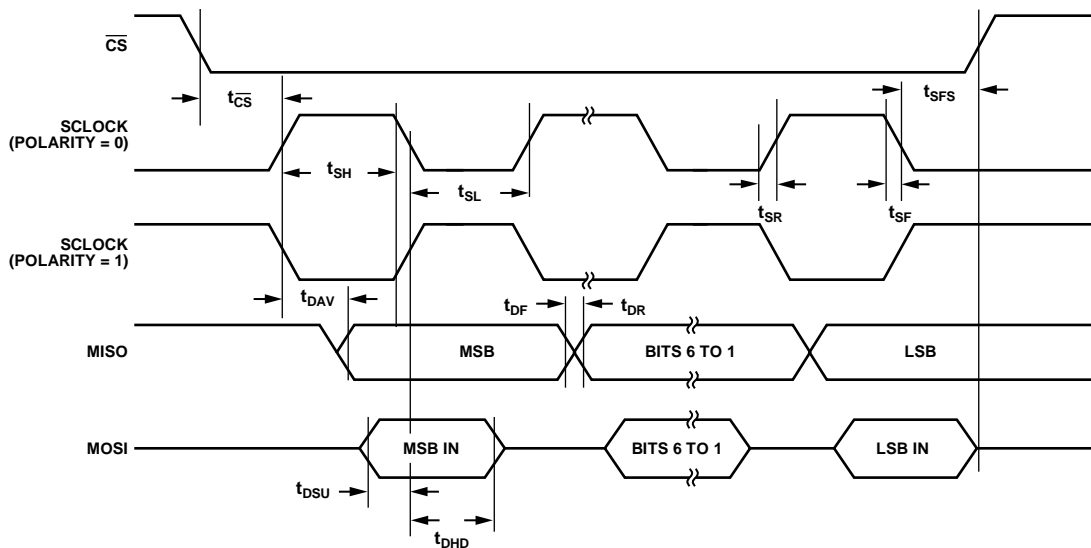 CS
tCS
tSFS
SCLOCK
(POLARITY = 0)
tSH
tSL
tSR
tSF
SCLOCK
(POLARITY = 1)
tDAV
tDF
tDR
MISO
MSB
BITS 6 TO 1
LSB
MOSI
MSB IN
BITS 6 TO 1
LSB IN
tDSU
tDHD